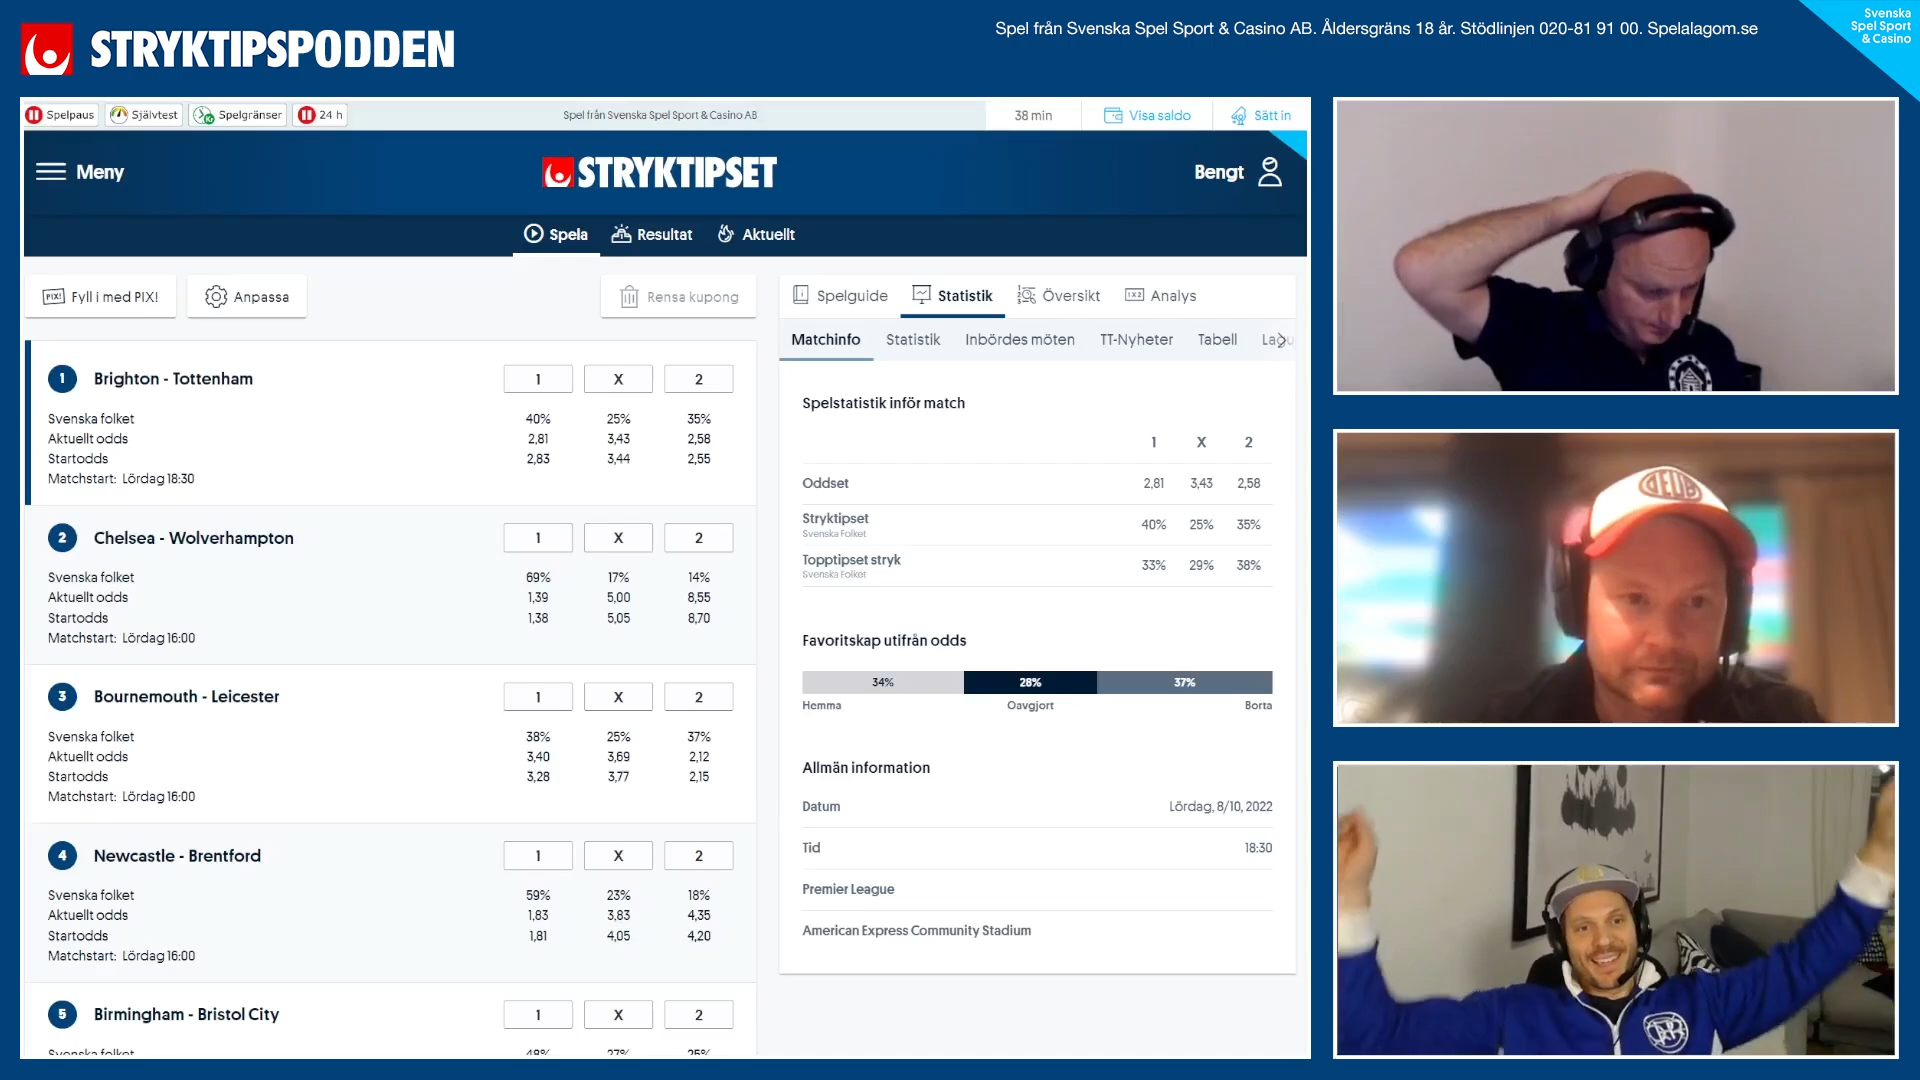 STRYKTIPSPODDEN
Spel från Svenska Spel Sport & Casino AB. Åldersgräns 18 år. Stödlinjen 020-81 91 00. Spelalagom.se
Svenska
Spel Sport
& Casino
Spelpaus Självtest Spelgränser 24 h
Spel från Svenska Spel Sport & Casino AB
38 min Visa saldo Sätt in
Meny
STRYKTIPSET
Bengt
Spela Resultat Aktuellt
PIX! Fyll i med PIX! Anpassa Rensa kupong
1 Brighton - Tottenham 1 X 2
Svenska folket 40% 25% 35%
Aktuellt odds 2,81 3,43 2,58
Startodds 2,83 3,44 2,55
Matchstart: Lördag 18:30
2 Chelsea - Wolverhampton 1 X 2
Svenska folket 69% 17% 14%
Aktuellt odds 1,39 5,00 8,55
Startodds 1,38 5,05 8,70
Matchstart: Lördag 16:00
3 Bournemouth - Leicester 1 X 2
Svenska folket 38% 25% 37%
Aktuellt odds 3,40 3,69 2,12
Startodds 3,28 3,77 2,15
Matchstart: Lördag 16:00
4 Newcastle - Brentford 1 X 2
Svenska folket 59% 23% 18%
Aktuellt odds 1,83 3,83 4,35
Startodds 1,81 4,05 4,20
Matchstart: Lördag 16:00
5 Birmingham - Bristol City 1 X 2
Svenska folket 48% 27% 25%
Spelguide Statistik Översikt 1X2 Analys
Matchinfo Statistik Inbördes möten TT-Nyheter Tabell
Spelstatistik inför match
1 X 2
Oddset 2,81 3,43 2,58
Stryktipset 40% 25% 35%
Svenska Folket
Topptipset stryk 33% 29% 38%
Svenska Folket
Favoritskap utifrån odds
34% 28% 37%
Hemma Oavgjort Borta
Allmän information
Datum Lördag, 8/10, 2022
Tid 18:30
Premier League
American Express Community Stadium
DEUS